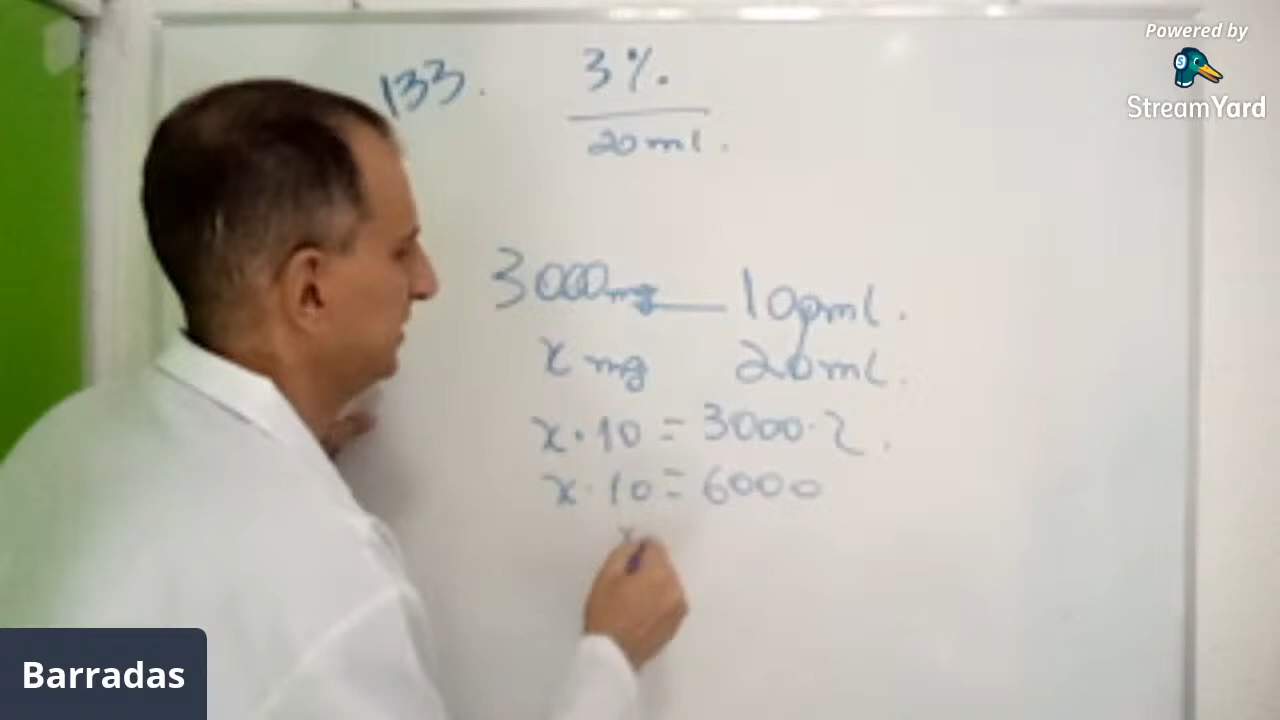 Powered by
StreamYard
133. 3%.
20ml.
3000mg — 100ml.
x mg 20ml.
x · 10 = 3000 · 2.
x · 10 = 6000
x
Barradas